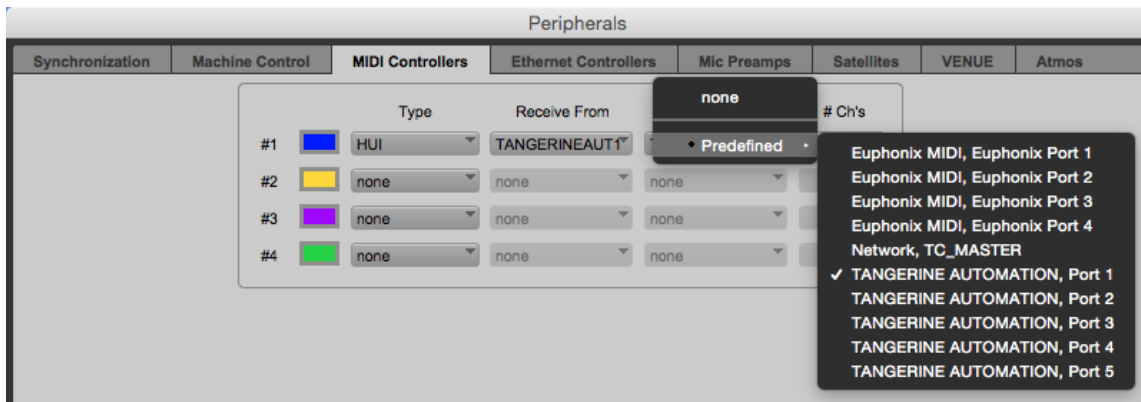 Peripherals
Synchronization Machine Control MIDI Controllers Ethernet Controllers Mic Preamps Satellites VENUE Atmos
Type Receive From # Ch's
none
Predefined
#1 HUI TANGERINEAUT1
#2 none none none
#3 none none none
#4 none none none
Euphonix MIDI, Euphonix Port 1
Euphonix MIDI, Euphonix Port 2
Euphonix MIDI, Euphonix Port 3
Euphonix MIDI, Euphonix Port 4
Network, TC_MASTER
✓ TANGERINE AUTOMATION, Port 1
TANGERINE AUTOMATION, Port 2
TANGERINE AUTOMATION, Port 3
TANGERINE AUTOMATION, Port 4
TANGERINE AUTOMATION, Port 5